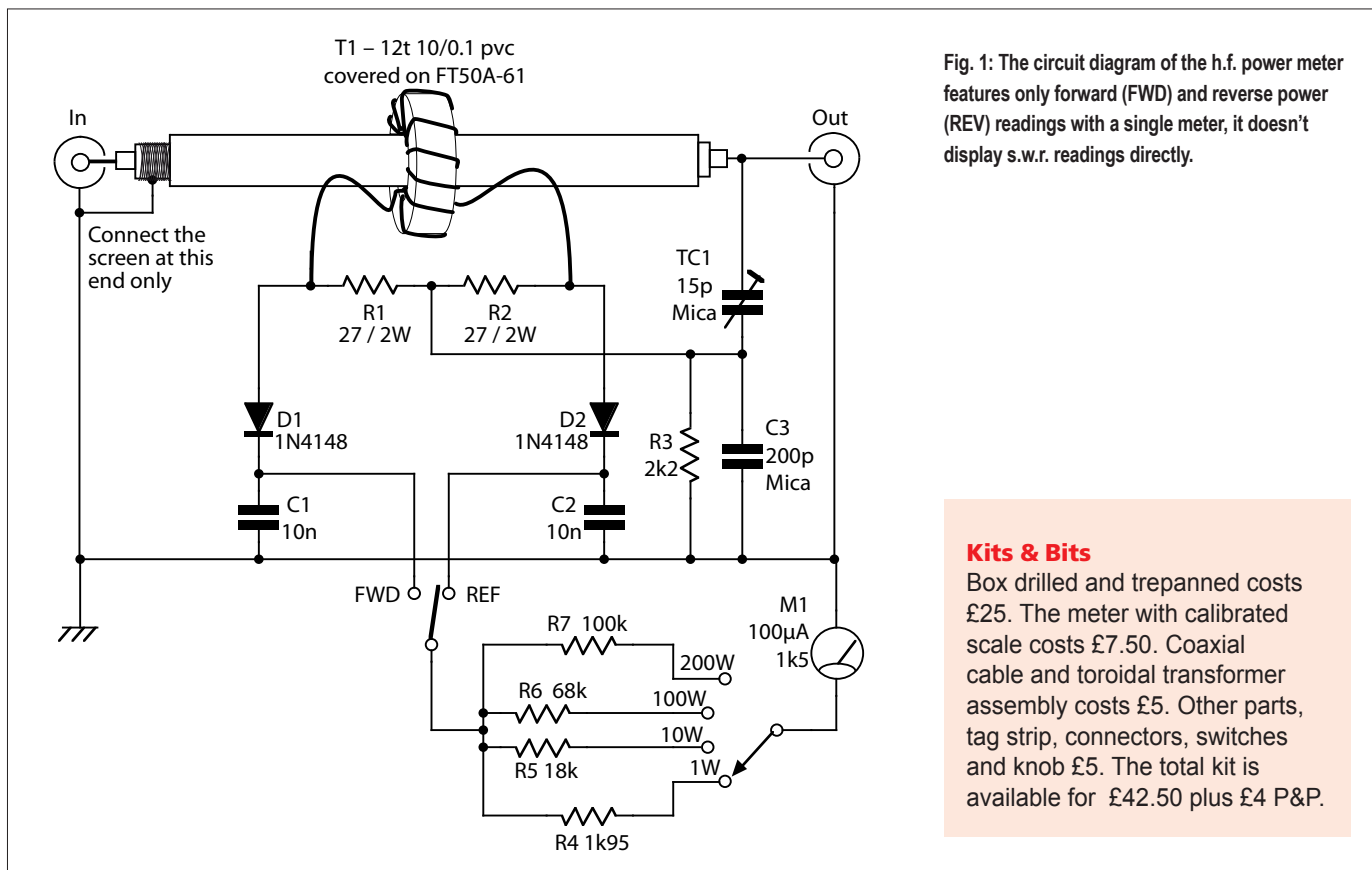 T1 – 12t 10/0.1 pvc
covered on FT50A-61
In
Out
Connect the
screen at this
end only
TC1
15p
Mica
R1
27 / 2W
R2
27 / 2W
D1
1N4148
D2
1N4148
R3
2k2
C3
200p
Mica
C1
10n
C2
10n
FWD
REF
M1
100µA
1k5
R7 100k
200W
R6 68k
100W
10W
R5 18k
1W
R4 1k95
Fig. 1: The circuit diagram of the h.f. power meter
features only forward (FWD) and reverse power
(REV) readings with a single meter, it doesn’t
display s.w.r. readings directly.
Kits & Bits
Box drilled and trepanned costs
£25. The meter with calibrated
scale costs £7.50. Coaxial
cable and toroidal transformer
assembly costs £5. Other parts,
tag strip, connectors, switches
and knob £5. The total kit is
available for £42.50 plus £4 P&P.